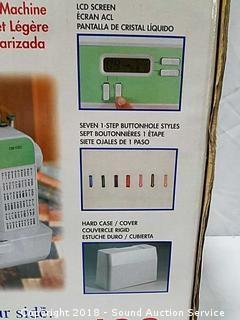 Machine
et Légère
arizada
LCD SCREEN
ÉCRAN ACL
PANTALLA DE CRISTAL LÍQUIDO
SEVEN 1-STEP BUTTONHOLE STYLES
SEPT BOUTONNIÈRES 1 ÉTAPE
SIETE OJALES DE 1 PASO
HARD CASE / COVER
COUVERCLE RIGID
ESTUCHE DURO / CUBIERTA
ur side.
Copyright 2018 - Sound Auction Service